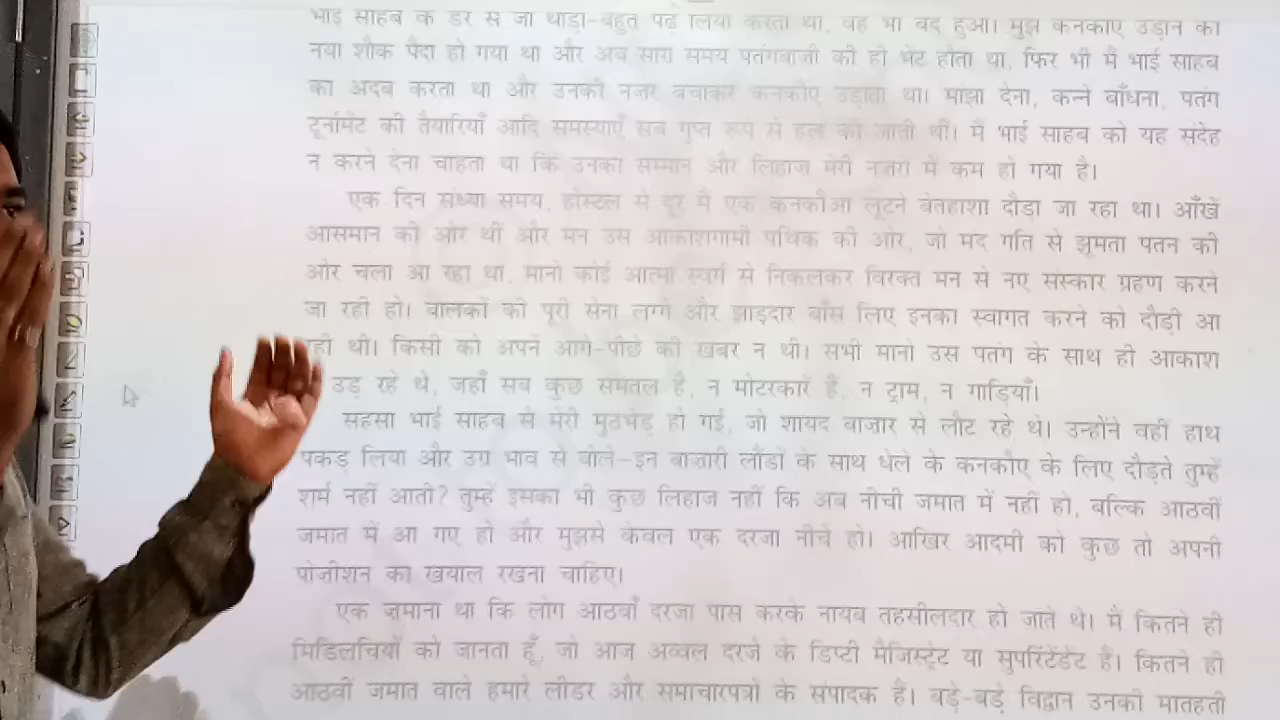 भाई साहब के डर से जो थोड़ा-बहुत पढ़ लिया करता था, वह भी बंद हुआ। मुझे कनकौए उड़ाने का
नया शौक पैदा हो गया था और अब सारा समय पतंगबाजी की ही भेंट होता था, फिर भी मैं भाई साहब
का अदब करता था और उनकी नज़र बचाकर कनकौए उड़ाता था। मांझा देना, कन्ने बाँधना, पतंग
टूर्नामेंट की तैयारियाँ आदि समस्याएँ सब गुप्त रूप से हल की जाती थीं। मैं भाई साहब को यह संदेह
न करने देना चाहता था कि उनका सम्मान और लिहाज़ मेरी नज़रों में कम हो गया है।
एक दिन संध्या समय, होस्टल से दूर मैं एक कनकौआ लूटने बेतहाशा दौड़ा जा रहा था। आँखें
आसमान की ओर थीं और मन उस आकाशगामी पथिक की ओर, जो मंद गति से झूमता पतन की
ओर चला आ रहा था, मानो कोई आत्मा स्वर्ग से निकलकर विरक्त मन से नए संस्कार ग्रहण करने
जा रही हो। बालकों की पूरी सेना लग्गे और झाड़दार बाँस लिए इनका स्वागत करने को दौड़ी आ
रही थी। किसी को अपने आगे-पीछे की खबर न थी। सभी मानो उस पतंग के साथ ही आकाश
उड़ रहे थे, जहाँ सब कुछ समतल है, न मोटरकारें हैं, न ट्राम, न गाड़ियाँ।
सहसा भाई साहब से मेरी मुठभेड़ हो गई, जो शायद बाज़ार से लौट रहे थे। उन्होंने वहीं हाथ
पकड़ लिया और उग्र भाव से बोले–इन बाज़ारी लौंडों के साथ धेले के कनकौए के लिए दौड़ते तुम्हें
शर्म नहीं आती? तुम्हें इसका भी कुछ लिहाज़ नहीं कि अब नीची जमात में नहीं हो, बल्कि आठवीं
जमात में आ गए हो और मुझसे केवल एक दरजा नीचे हो। आखिर आदमी को कुछ तो अपनी
पोज़ीशन का खयाल रखना चाहिए।
एक ज़माना था कि लोग आठवाँ दरजा पास करके नायब तहसीलदार हो जाते थे। मैं कितने ही
मिडिलचियों को जानता हूँ, जो आज अव्वल दरजे के डिप्टी मैजिस्ट्रेट या सुपरिंटेंडेंट हैं। कितने ही
आठवीं जमात वाले हमारे लीडर और समाचारपत्रों के संपादक हैं। बड़े-बड़े विद्वान उनकी मातहती